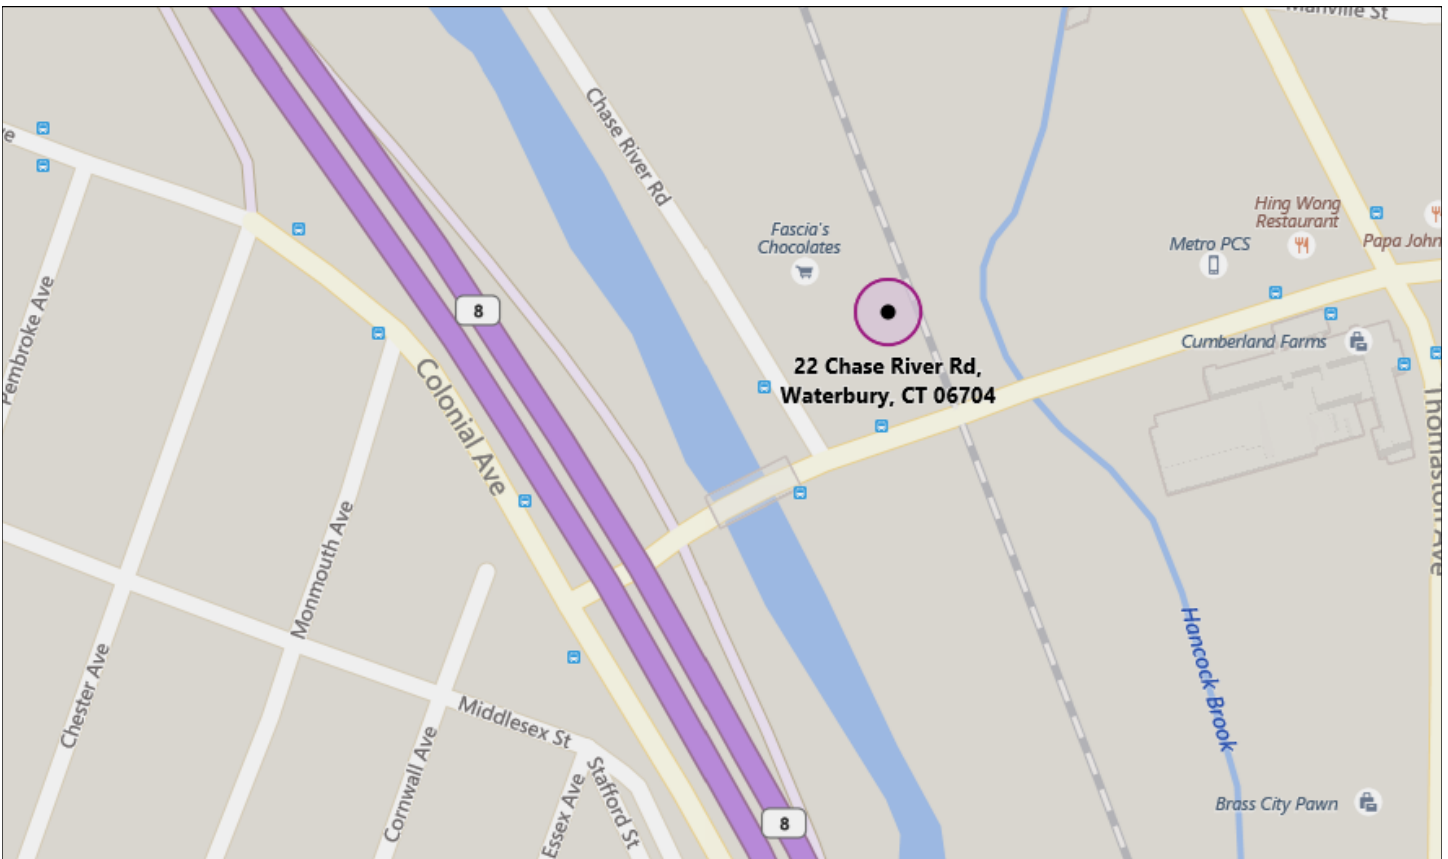 Manville St
Chase River Rd
Hing Wong
Restaurant
Metro PCS
Papa John
Fascia's
Chocolates
Pembroke Ave
8
Cumberland Farms
22 Chase River Rd,
Waterbury, CT 06704
Colonial Ave
Thomaston Ave
Monmouth Ave
Hancock Brook
Chester Ave
Middlesex St
Cornwall Ave
Stafford St
Essex Ave
Brass City Pawn
8